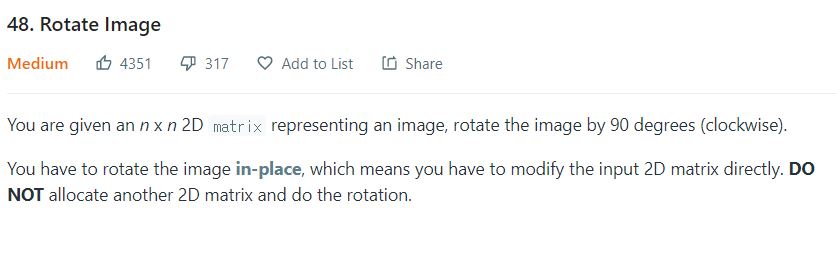 48. Rotate Image
Medium 4351 317 Add to List Share
You are given an n x n 2D matrix representing an image, rotate the image by 90 degrees (clockwise).
You have to rotate the image in-place, which means you have to modify the input 2D matrix directly. DO
NOT allocate another 2D matrix and do the rotation.